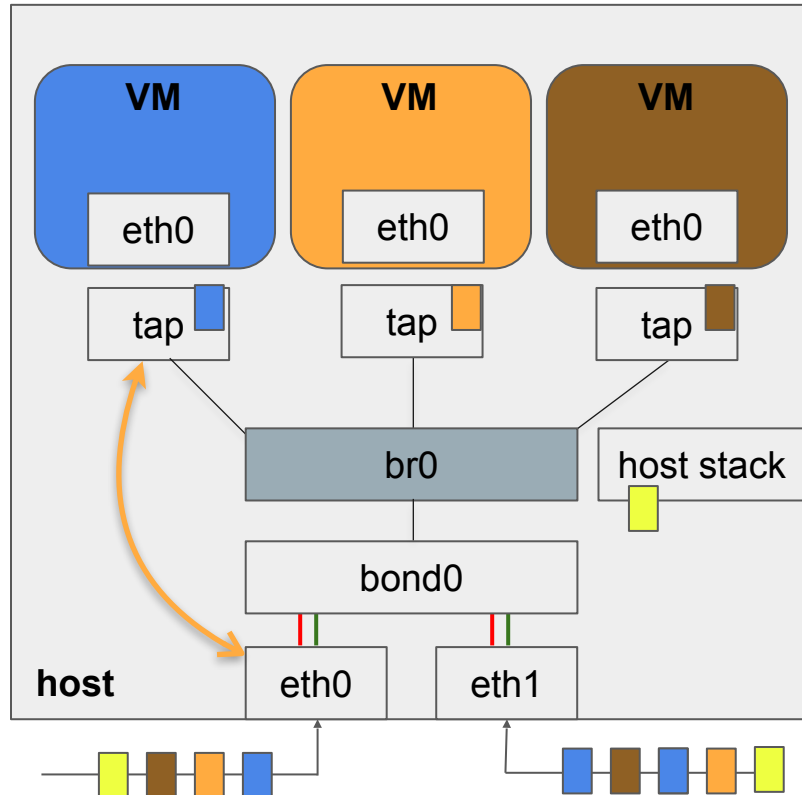 VM
VM
VM
eth0
eth0
eth0
tap
tap
tap
br0
host stack
bond0
host
eth0
eth1